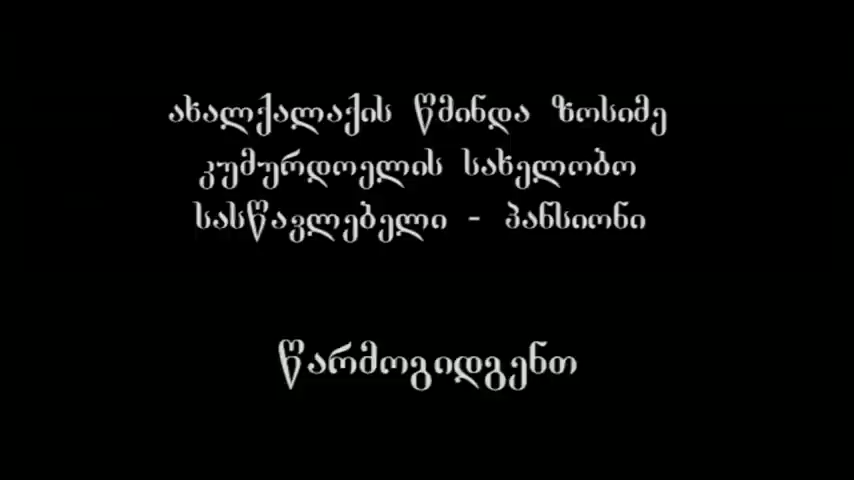 ახალქალაქის წმინდა ზოსიმე
კუმურდოელის სახელობო
სასწავლებელი - პანსიონი
წარმოგიდგენთ